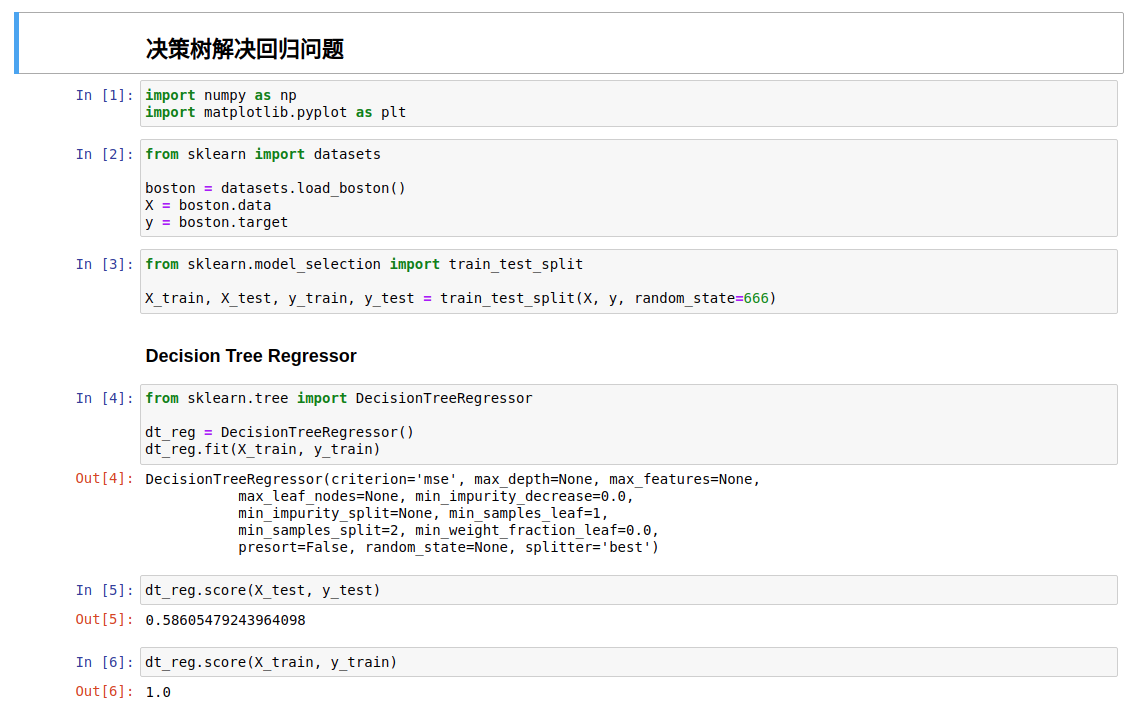 决策树解决回归问题
In [1]: import numpy as np
import matplotlib.pyplot as plt
In [2]: from sklearn import datasets
boston = datasets.load_boston()
X = boston.data
y = boston.target
In [3]: from sklearn.model_selection import train_test_split
X_train, X_test, y_train, y_test = train_test_split(X, y, random_state=666)
Decision Tree Regressor
In [4]: from sklearn.tree import DecisionTreeRegressor
dt_reg = DecisionTreeRegressor()
dt_reg.fit(X_train, y_train)
Out[4]: DecisionTreeRegressor(criterion='mse', max_depth=None, max_features=None,
max_leaf_nodes=None, min_impurity_decrease=0.0,
min_impurity_split=None, min_samples_leaf=1,
min_samples_split=2, min_weight_fraction_leaf=0.0,
presort=False, random_state=None, splitter='best')
In [5]: dt_reg.score(X_test, y_test)
Out[5]: 0.58605479243964098
In [6]: dt_reg.score(X_train, y_train)
Out[6]: 1.0